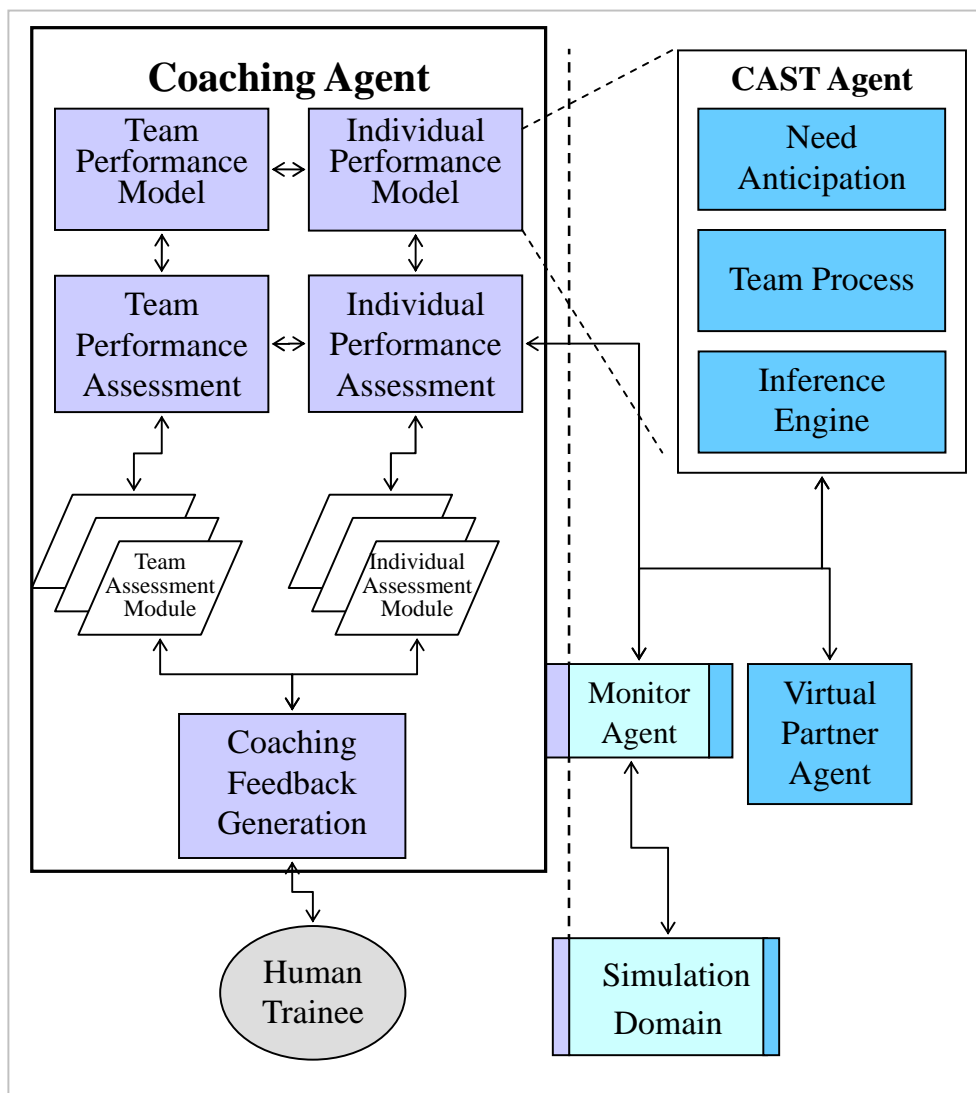 Coaching Agent
Team
Performance
Model
Individual
Performance
Model
Team
Performance
Assessment
Individual
Performance
Assessment
Team
Assessment
Module
Individual
Assessment
Module
Coaching
Feedback
Generation
Human
Trainee
CAST Agent
Need
Anticipation
Team Process
Inference
Engine
Monitor
Agent
Virtual
Partner
Agent
Simulation
Domain